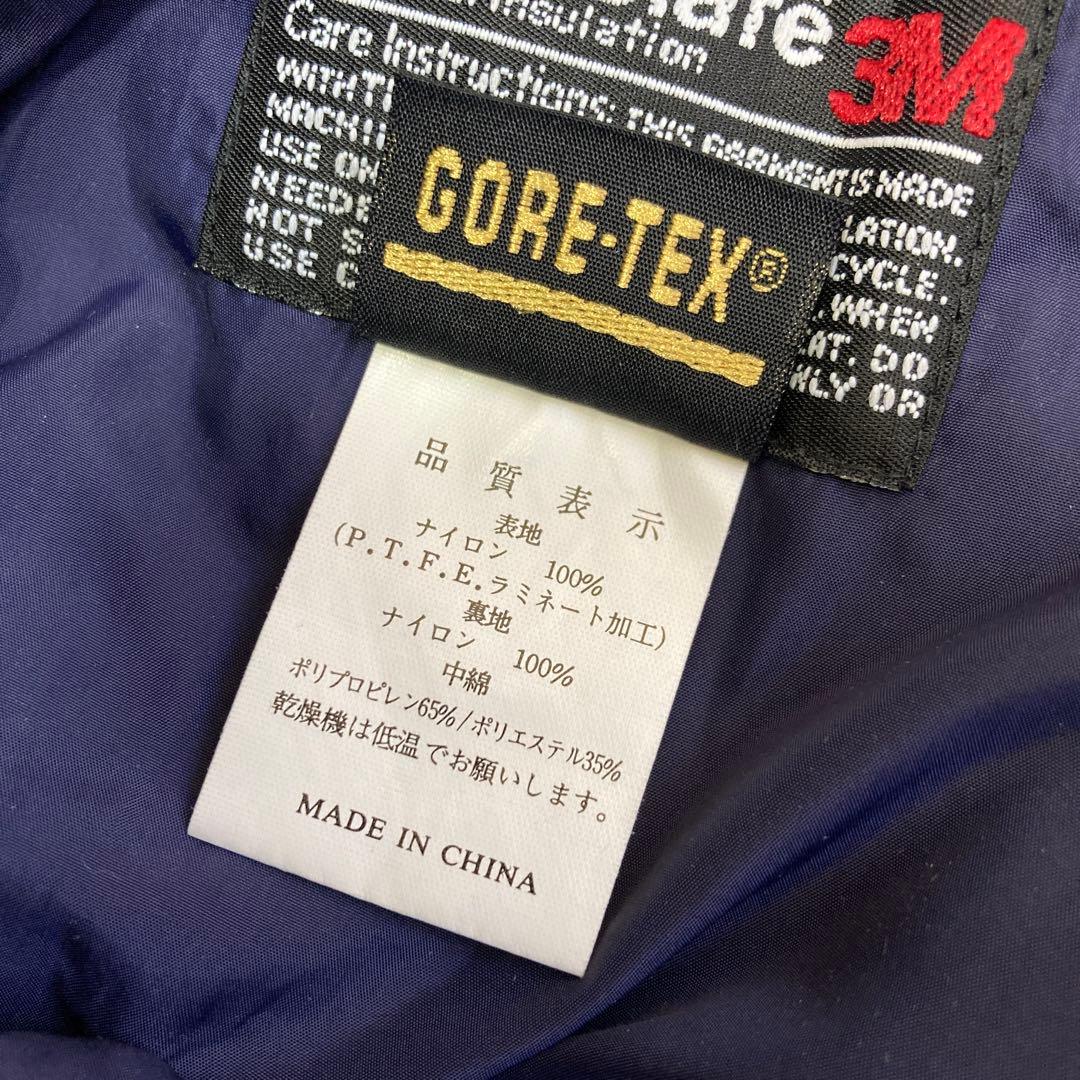 Insulation
3M
Care Instructions: THIS GARMENT IS MADE
WITH
LATION.
CYCLE.
USE
WHEN
NOT
DO
USE
OR
GORE-TEX®
品質表示
表地
ナイロン 100%
(P.T.F.E.ラミネート加工)
裏地
ナイロン 100%
中綿
ポリプロピレン65%/ポリエステル35%
乾燥機は低温でお願いします。
MADE IN CHINA